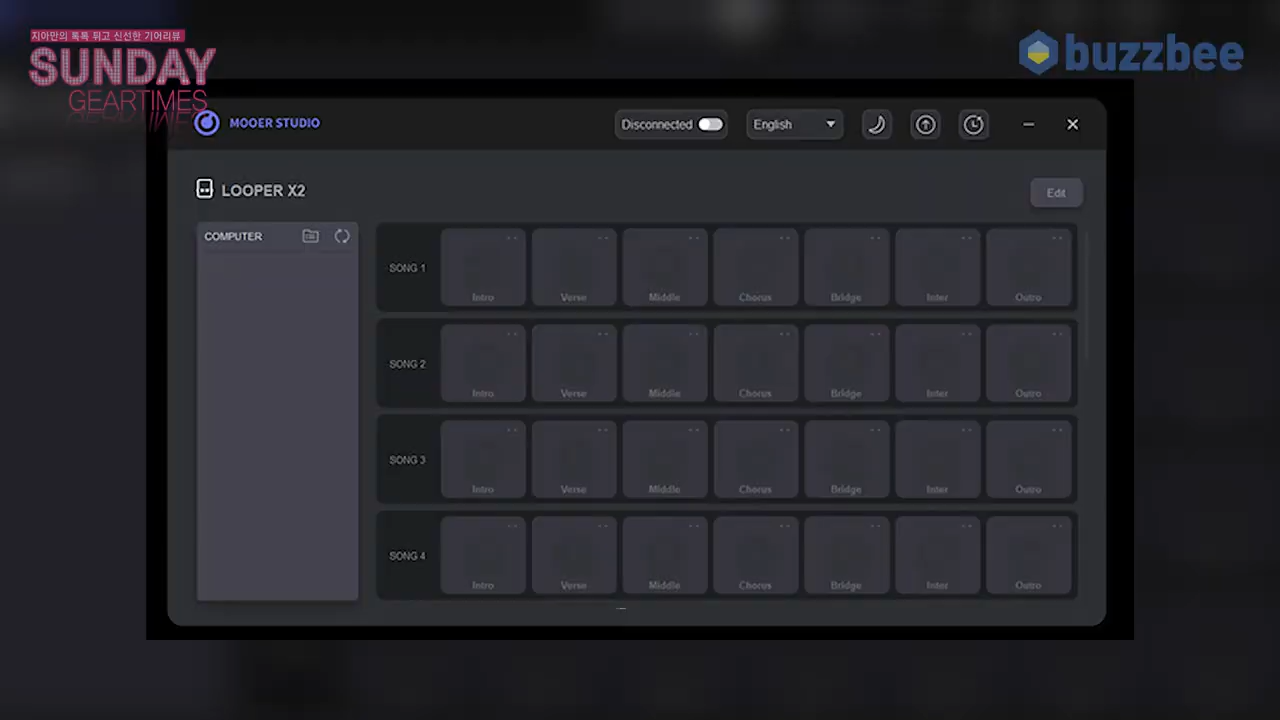 지아만의 톡톡 튀고 신선한 기어리뷰
SUNDAY
GEARTIMES
buzzbee
MOOER STUDIO
Disconnected
English
LOOPER X2
Edit
COMPUTER
SONG 1
Intro
Verse
Middle
Chorus
Bridge
Inter
Outro
SONG 2
Intro
Verse
Middle
Chorus
Bridge
Inter
Outro
SONG 3
Intro
Verse
Middle
Chorus
Bridge
Inter
Outro
SONG 4
Intro
Verse
Middle
Chorus
Bridge
Inter
Outro